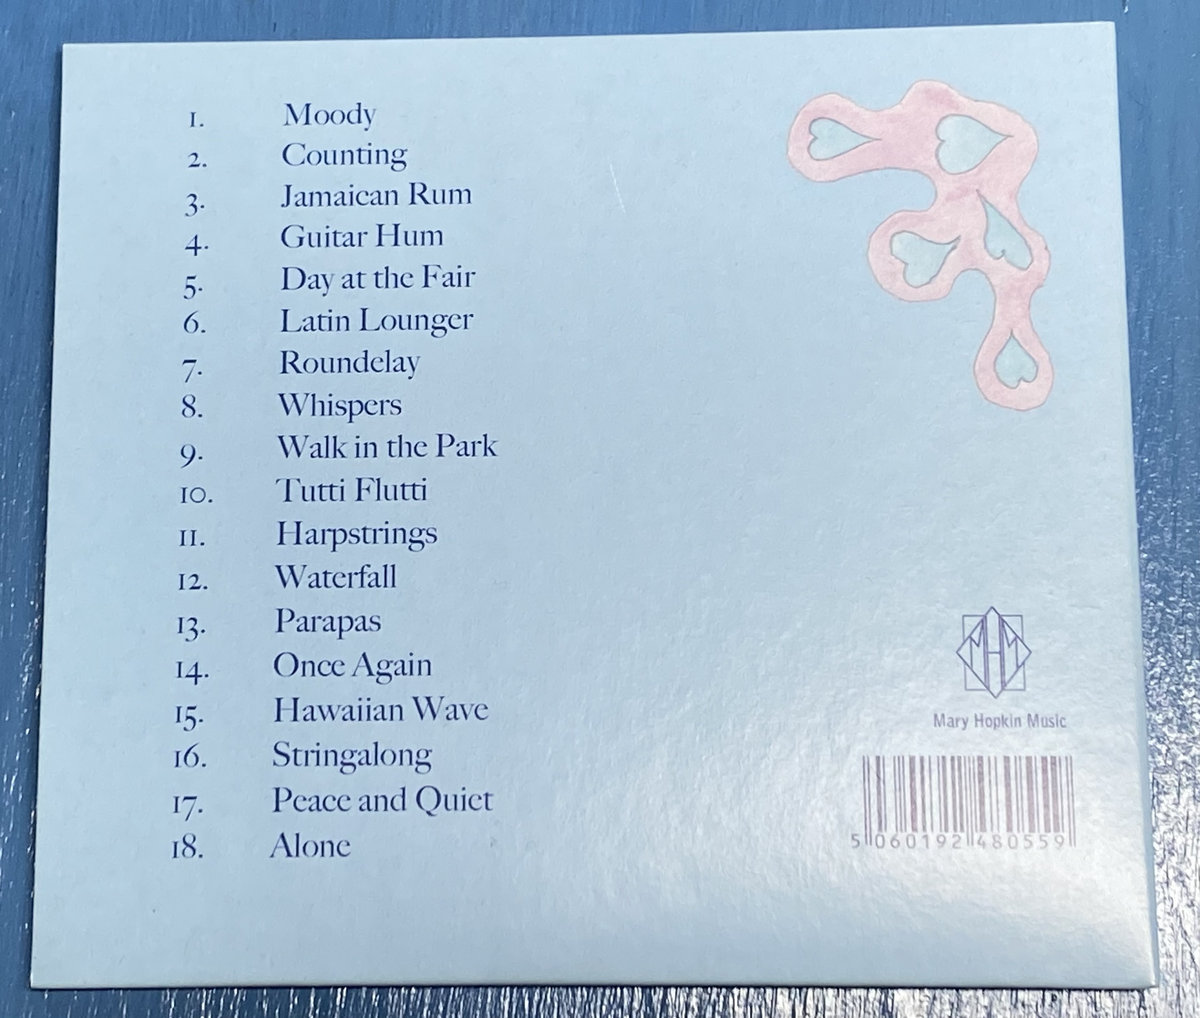 1. Moody
2. Counting
3. Jamaican Rum
4. Guitar Hum
5. Day at the Fair
6. Latin Lounger
7. Roundelay
8. Whispers
9. Walk in the Park
10. Tutti Flutti
11. Harpstrings
12. Waterfall
13. Parapas
14. Once Again
15. Hawaiian Wave
16. Stringalong
17. Peace and Quiet
18. Alone
MHM
Mary Hopkin Music
5 060192 480559